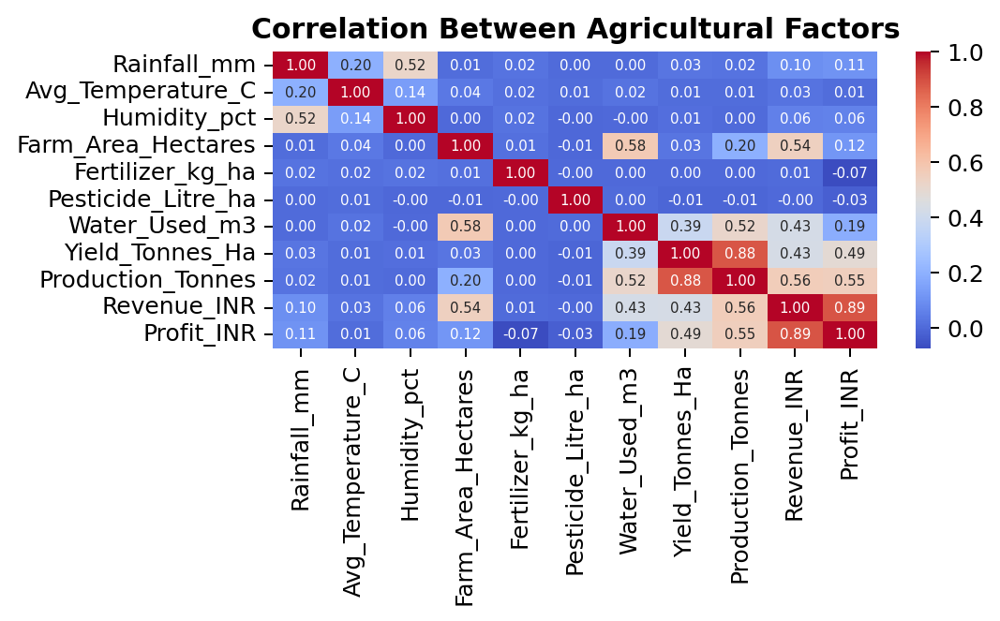 Correlation Between Agricultural Factors
Rainfall_mm 1.00 0.20 0.52 0.01 0.02 0.00 0.00 0.03 0.02 0.10 0.11
Avg_Temperature_C 0.20 1.00 0.14 0.04 0.02 0.01 0.02 0.01 0.01 0.03 0.01
Humidity_pct 0.52 0.14 1.00 0.00 0.02 -0.00 -0.00 0.01 0.00 0.06 0.06
Farm_Area_Hectares 0.01 0.04 0.00 1.00 0.01 -0.01 0.58 0.03 0.20 0.54 0.12
Fertilizer_kg_ha 0.02 0.02 0.02 0.01 1.00 -0.00 0.00 0.00 0.00 0.01 -0.07
Pesticide_Litre_ha 0.00 0.01 -0.00 -0.01 -0.00 1.00 0.00 -0.01 -0.01 -0.00 -0.03
Water_Used_m3 0.00 0.02 -0.00 0.58 0.00 0.00 1.00 0.39 0.52 0.43 0.19
Yield_Tonnes_Ha 0.03 0.01 0.01 0.03 0.00 -0.01 0.39 1.00 0.88 0.43 0.49
Production_Tonnes 0.02 0.01 0.00 0.20 0.00 -0.01 0.52 0.88 1.00 0.56 0.55
Revenue_INR 0.10 0.03 0.06 0.54 0.01 -0.00 0.43 0.43 0.56 1.00 0.89
Profit_INR 0.11 0.01 0.06 0.12 -0.07 -0.03 0.19 0.49 0.55 0.89 1.00
Rainfall_mm
Avg_Temperature_C
Humidity_pct
Farm_Area_Hectares
Fertilizer_kg_ha
Pesticide_Litre_ha
Water_Used_m3
Yield_Tonnes_Ha
Production_Tonnes
Revenue_INR
Profit_INR
1.0
0.8
0.6
0.4
0.2
0.0